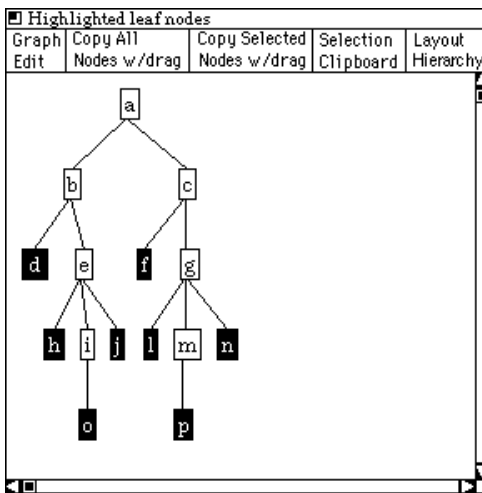 Highlighted leaf nodes
Graph Copy All Copy Selected Selection Layout
Edit Nodes w/drag Nodes w/drag Clipboard Hierarchy
a
b c
d e f g
h i j l m n
o p